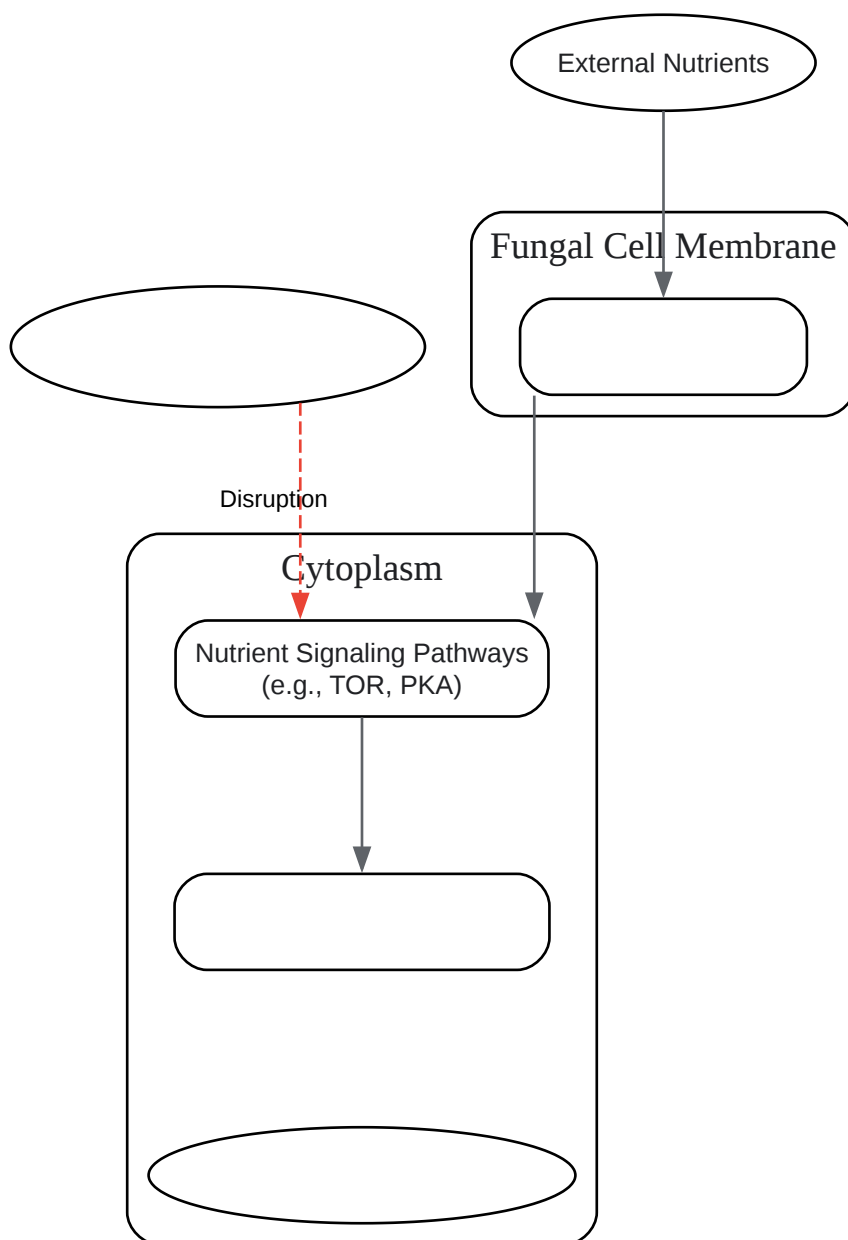 External Nutrients
Fungal Cell Membrane
Disruption
Cytoplasm
Nutrient Signaling Pathways
(e.g., TOR, PKA)